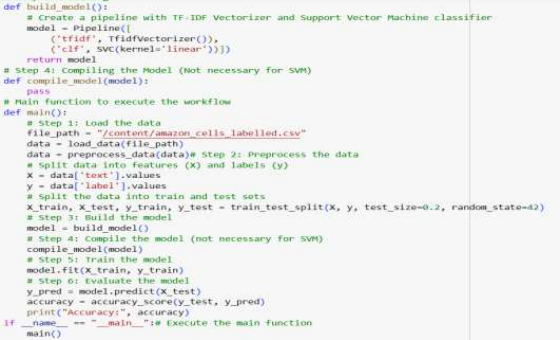 def build_model():
    # Create a pipeline with TF-IDF Vectorizer and Support Vector Machine classifier
    model = Pipeline([
        ('tfidf', TfidfVectorizer()),
        ('clf', SVC(kernel='linear'))])
    return model
# Step 4: Compiling the Model (Not necessary for SVM)
def compile_model(model):
    pass
# Main function to execute the workflow
def main():
    # Step 1: Load the data
    file_path = "/content/amazon_cells_labelled.csv"
    data = load_data(file_path)
    data = preprocess_data(data)# Step 2: Preprocess the data
    # Split data into features (X) and labels (y)
    X = data['text'].values
    y = data['label'].values
    # Split the data into train and test sets
    X_train, X_test, y_train, y_test = train_test_split(X, y, test_size=0.2, random_state=42)
    # Step 3: Build the model
    model = build_model()
    # Step 4: Compile the model (not necessary for SVM)
    compile_model(model)
    # Step 5: Train the model
    model.fit(X_train, y_train)
    # Step 6: Evaluate the model
    y_pred = model.predict(X_test)
    accuracy = accuracy_score(y_test, y_pred)
    print("Accuracy:", accuracy)
if __name__ == "__main__":# Execute the main function
    main()